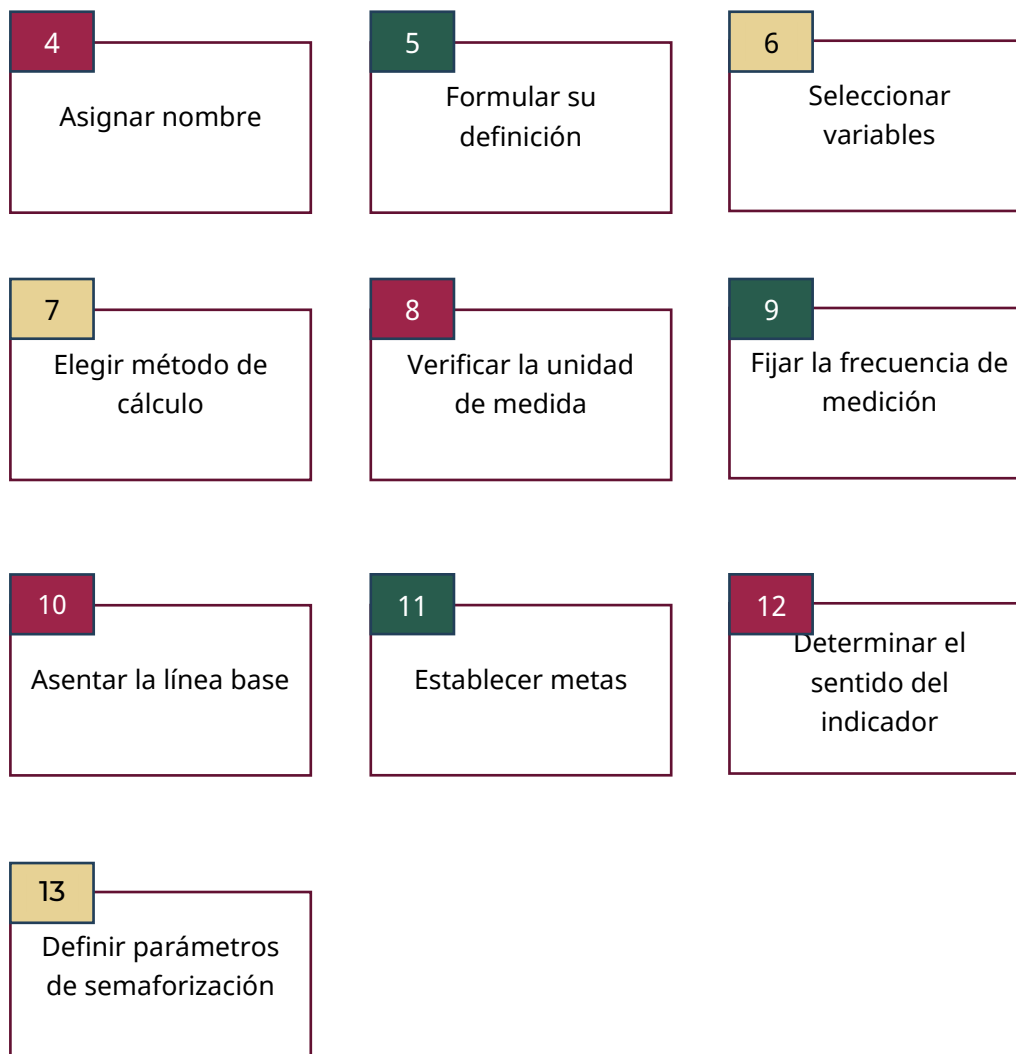 4
Asignar nombre
5
Formular su
definición
6
Seleccionar
variables
7
Elegir método de
cálculo
8
Verificar la unidad
de medida
9
Fijar la frecuencia de
medición
10
Asentar la línea base
11
Establecer metas
12
Determinar el
sentido del
indicador
13
Definir parámetros
de semaforización